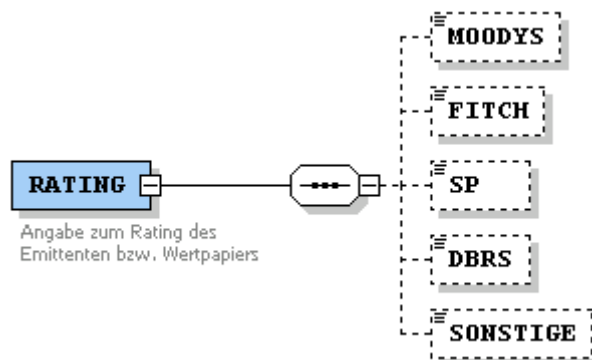 MOODYS
FITCH
RATING
SP
Angabe zum Rating des
Emittenten bzw. Wertpapiers
DBRS
SONSTIGE